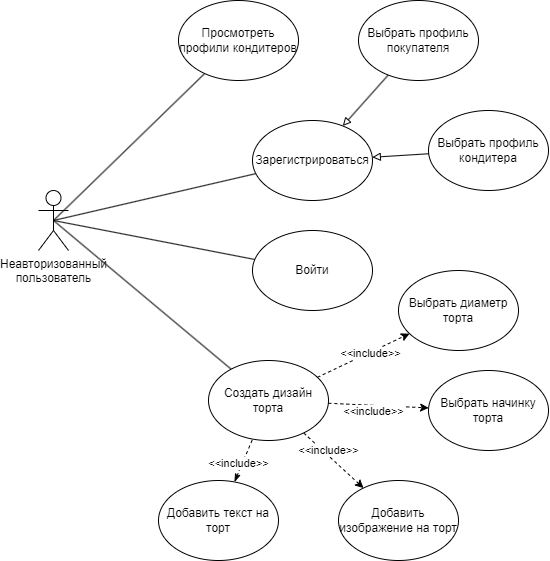 Просмотреть
профили кондитеров
Выбрать профиль
покупателя
Зарегистрироваться
Выбрать профиль
кондитера
Неавторизованный
пользователь
Войти
Выбрать диаметр
торта
<<include>>
Создать дизайн
торта
<<include>>
Выбрать начинку
торта
<<include>>
<<include>>
Добавить текст на
торт
Добавить
изображение на торт